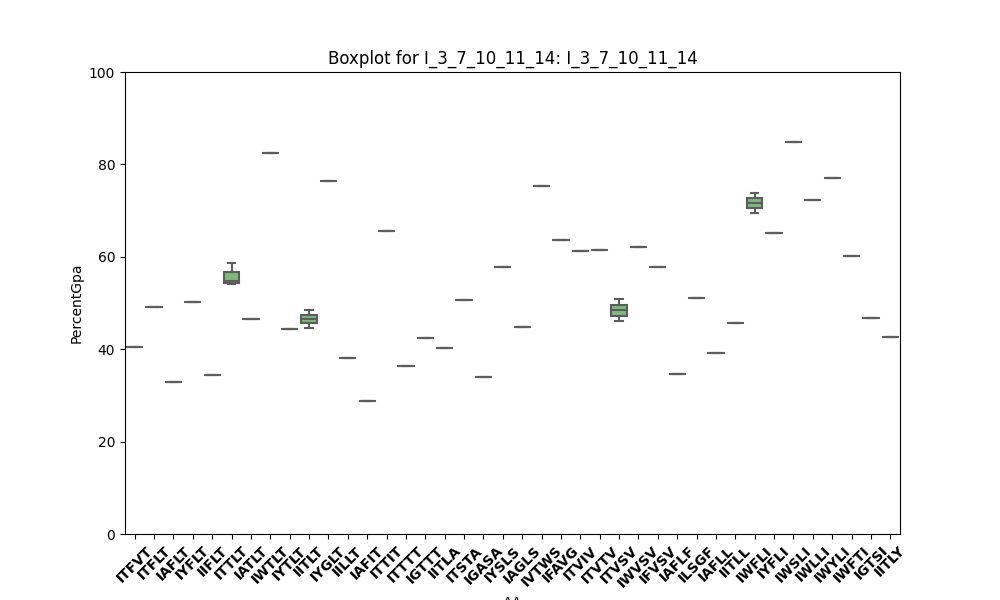 Boxplot for I_3_7_10_11_14: I_3_7_10_11_14
PercentGpa
100
80
60
40
20
0
ITFVT
ITFLT
IAFLT
IYFLT
IIFLT
ITTLT
IATLT
IWTLT
IYTLT
IITLT
IYGLT
IILLT
IAFIT
ITTIT
ITTTT
IGTTT
IITLA
ITSTA
IGASA
IYSLS
IAGLS
IVTWS
IFAVG
ITVIV
ITVTV
ITVSV
IWVSV
IFVSV
IAFLF
ILSGF
IAFLL
IITLL
IWFLI
IYFLI
IWSLI
IWLLI
IWYLI
IWFTI
IGTSI
IITLY